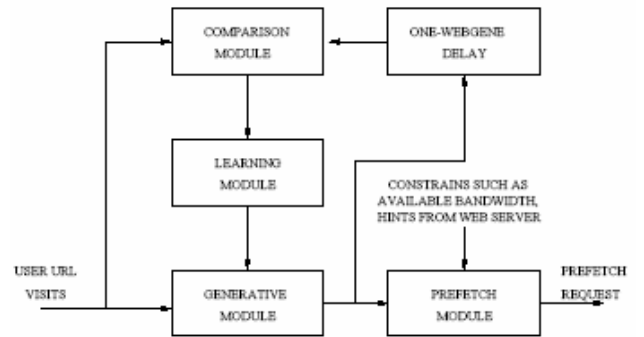 COMPARISON
MODULE
ONE-WEBGENE
DELAY
LEARNING
MODULE
CONSTRAINS SUCH AS
AVAILABLE BANDWIDTH,
HINTS FROM WEB SERVER
USER URL
VISITS
GENERATIVE
MODULE
PREFETCH
MODULE
PREFETCH
REQUEST